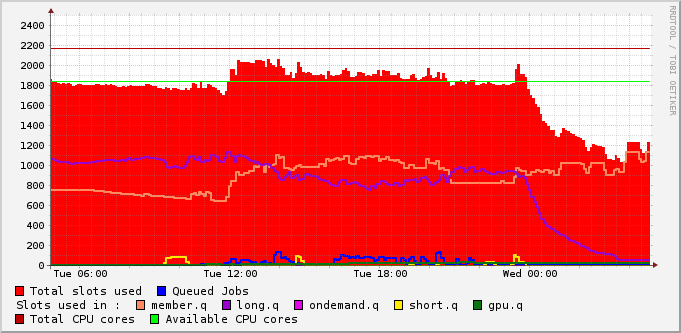 RRDTOOL / TOBI OETIKER
2400
2200
2000
1800
1600
1400
1200
1000
800
600
400
200
0
Tue 06:00 Tue 12:00 Tue 18:00 Wed 00:00
Total slots used Queued Jobs
Slots used in : member.q long.q ondemand.q short.q gpu.q
Total CPU cores Available CPU cores